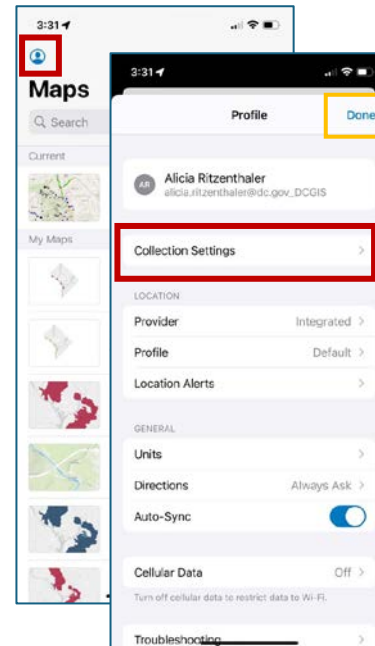 3:31
Maps
Search
Current
My Maps
3:31
Profile
Done
AR
Alicia Ritzenthaler
alicia.ritzenthaler@dc.gov_DCGIS
Collection Settings
LOCATION
Provider Integrated
Profile Default
Location Alerts
GENERAL
Units
Directions Always Ask
Auto-Sync
Cellular Data Off
Turn off cellular data to restrict data to Wi-Fi.
Troubleshooting